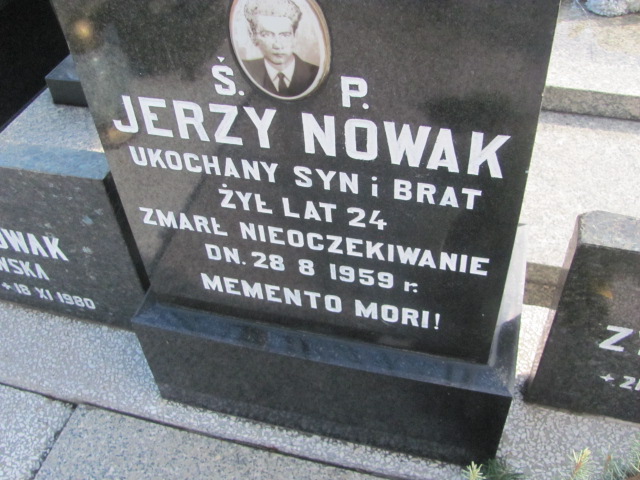 Ś. P.
JERZY NOWAK
UKOCHANY SYN i BRAT
ŻYŁ LAT 24
ZMARŁ NIEOCZEKIWANIE
DN. 28 8 1959 r.
MEMENTO MORI!
OWAK
WSKA
+18 XI 1980
Z